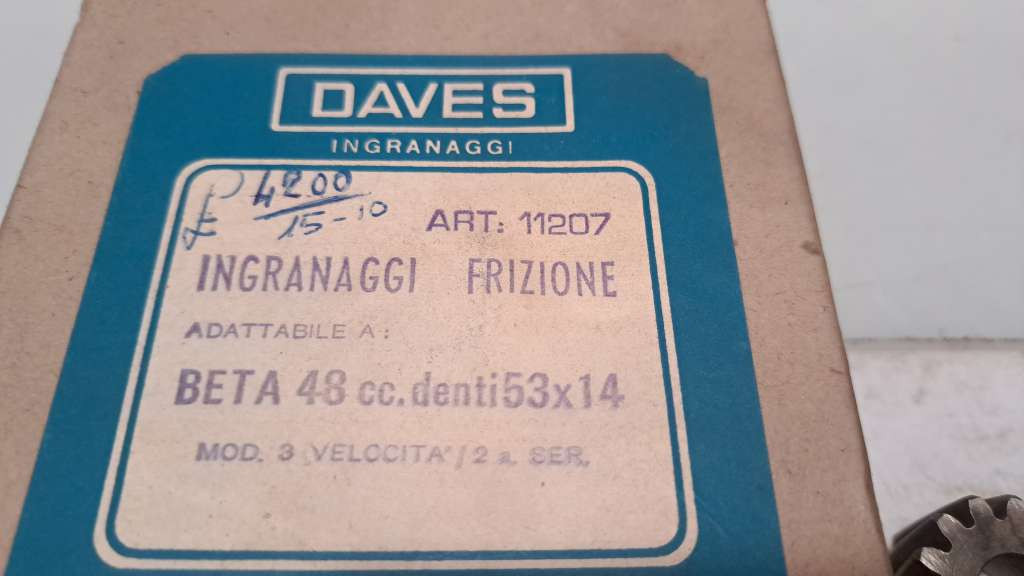 DAVES
INGRANAGGI
£ 4200
15-10
ART: 11207
INGRANAGGI FRIZIONE
ADATTABILE A:
BETA 48 cc. denti 53x14
MOD. 3 VELOCITA'/2 a. SER.